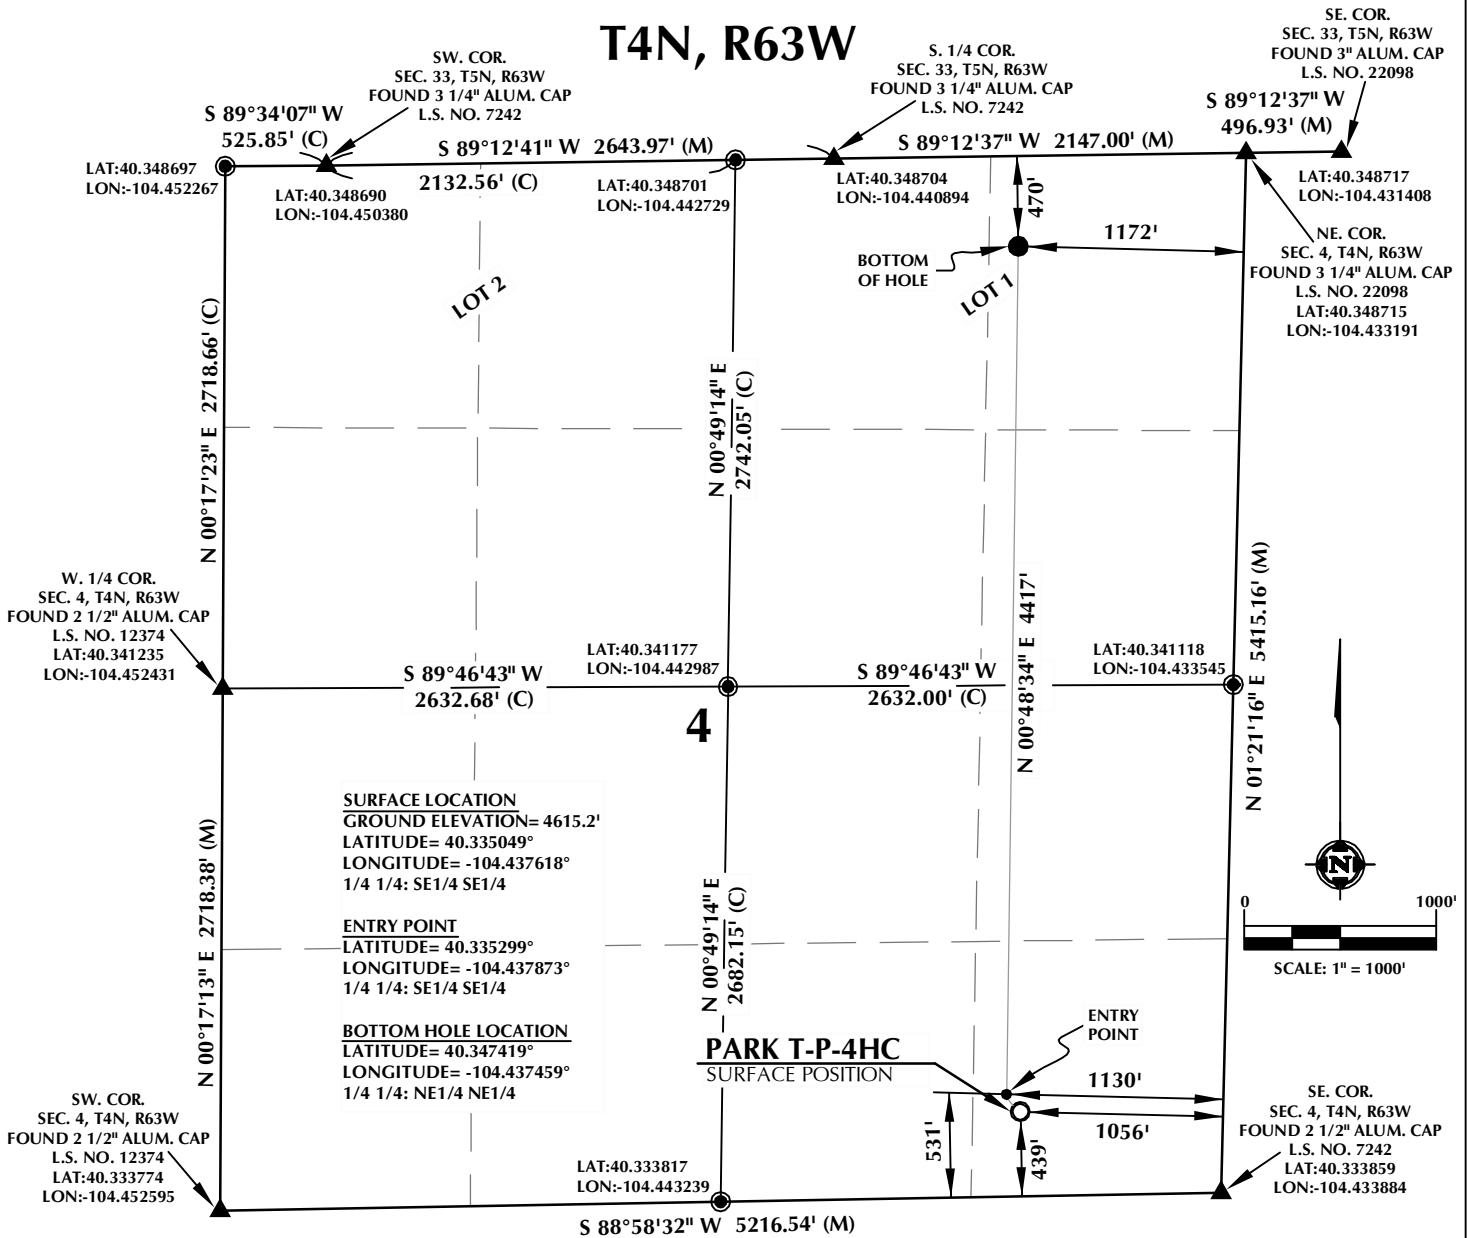 T4N, R63W
SW. COR.
SEC. 33, T5N, R63W
FOUND 3 1/4" ALUM. CAP
L.S. NO. 7242
S. 1/4 COR.
SEC. 33, T5N, R63W
FOUND 3 1/4" ALUM. CAP
L.S. NO. 7242
SE. COR.
SEC. 33, T5N, R63W
FOUND 3" ALUM. CAP
L.S. NO. 22098
S 89°34'07" W
525.85' (C)
S 89°12'41" W 2643.97' (M)
2132.56' (C)
S 89°12'37" W 2147.00' (M)
S 89°12'37" W
496.93' (M)
LAT:40.348697
LON:-104.452267
LAT:40.348690
LON:-104.450380
LAT:40.348701
LON:-104.442729
LAT:40.348704
LON:-104.440894
LAT:40.348717
LON:-104.431408
470'
1172'
BOTTOM
OF HOLE
NE. COR.
SEC. 4, T4N, R63W
FOUND 3 1/4" ALUM. CAP
L.S. NO. 22098
LAT:40.348715
LON:-104.433191
LOT 2
LOT 1
N 00°17'23" E 2718.66' (C)
N 00°49'14" E
2742.05' (C)
N 00°48'34" E 4417'
N 01°21'16" E 5415.16' (M)
W. 1/4 COR.
SEC. 4, T4N, R63W
FOUND 2 1/2" ALUM. CAP
L.S. NO. 12374
LAT:40.341235
LON:-104.452431
S 89°46'43" W
2632.68' (C)
LAT:40.341177
LON:-104.442987
S 89°46'43" W
2632.00' (C)
LAT:40.341118
LON:-104.433545
4
SURFACE LOCATION
GROUND ELEVATION= 4615.2'
LATITUDE= 40.335049°
LONGITUDE= -104.437618°
1/4 1/4: SE1/4 SE1/4
ENTRY POINT
LATITUDE= 40.335299°
LONGITUDE= -104.437873°
1/4 1/4: SE1/4 SE1/4
BOTTOM HOLE LOCATION
LATITUDE= 40.347419°
LONGITUDE= -104.437459°
1/4 1/4: NE1/4 NE1/4
N 00°17'13" E 2718.38' (M)
N 00°49'14" E
2682.15' (C)
N
0 1000'
SCALE: 1" = 1000'
PARK T-P-4HC
SURFACE POSITION
ENTRY
POINT
1130'
1056'
531'
439'
SW. COR.
SEC. 4, T4N, R63W
FOUND 2 1/2" ALUM. CAP
L.S. NO. 12374
LAT:40.333774
LON:-104.452595
LAT:40.333817
LON:-104.443239
SE. COR.
SEC. 4, T4N, R63W
FOUND 2 1/2" ALUM. CAP
L.S. NO. 7242
LAT:40.333859
LON:-104.433884
S 88°58'32" W 5216.54' (M)